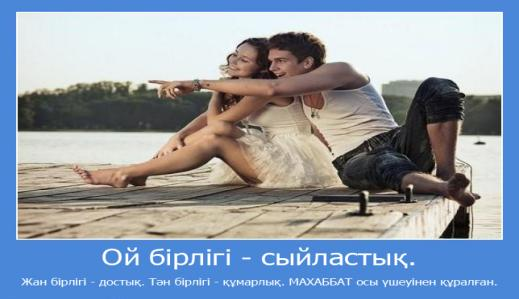 Ой бірлігі - сыйластық.
Жан бірлігі - достық. Тән бірлігі - құмарлық. МАХАББАТ осы үшеуінен құралған.